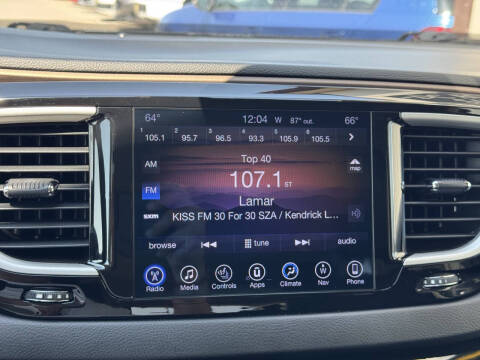 64° 12:04 W 87° out. 66°
1 2 3 4 5 6
105.1 95.7 96.5 93.3 105.9 105.5
Top 40
AM
map
107.1 ST
FM
Lamar
sxm KISS FM 30 For 30 SZA / Kendrick L...
browse tune audio
Radio Media Controls Apps Climate Nav Phone